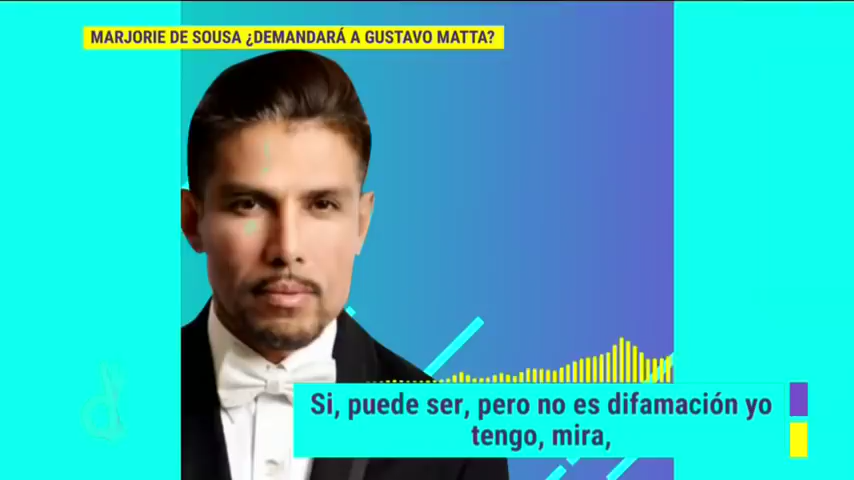 MARJORIE DE SOUSA ¿DEMANDARÁ A GUSTAVO MATTA?
Si, puede ser, pero no es difamación yo
tengo, mira,